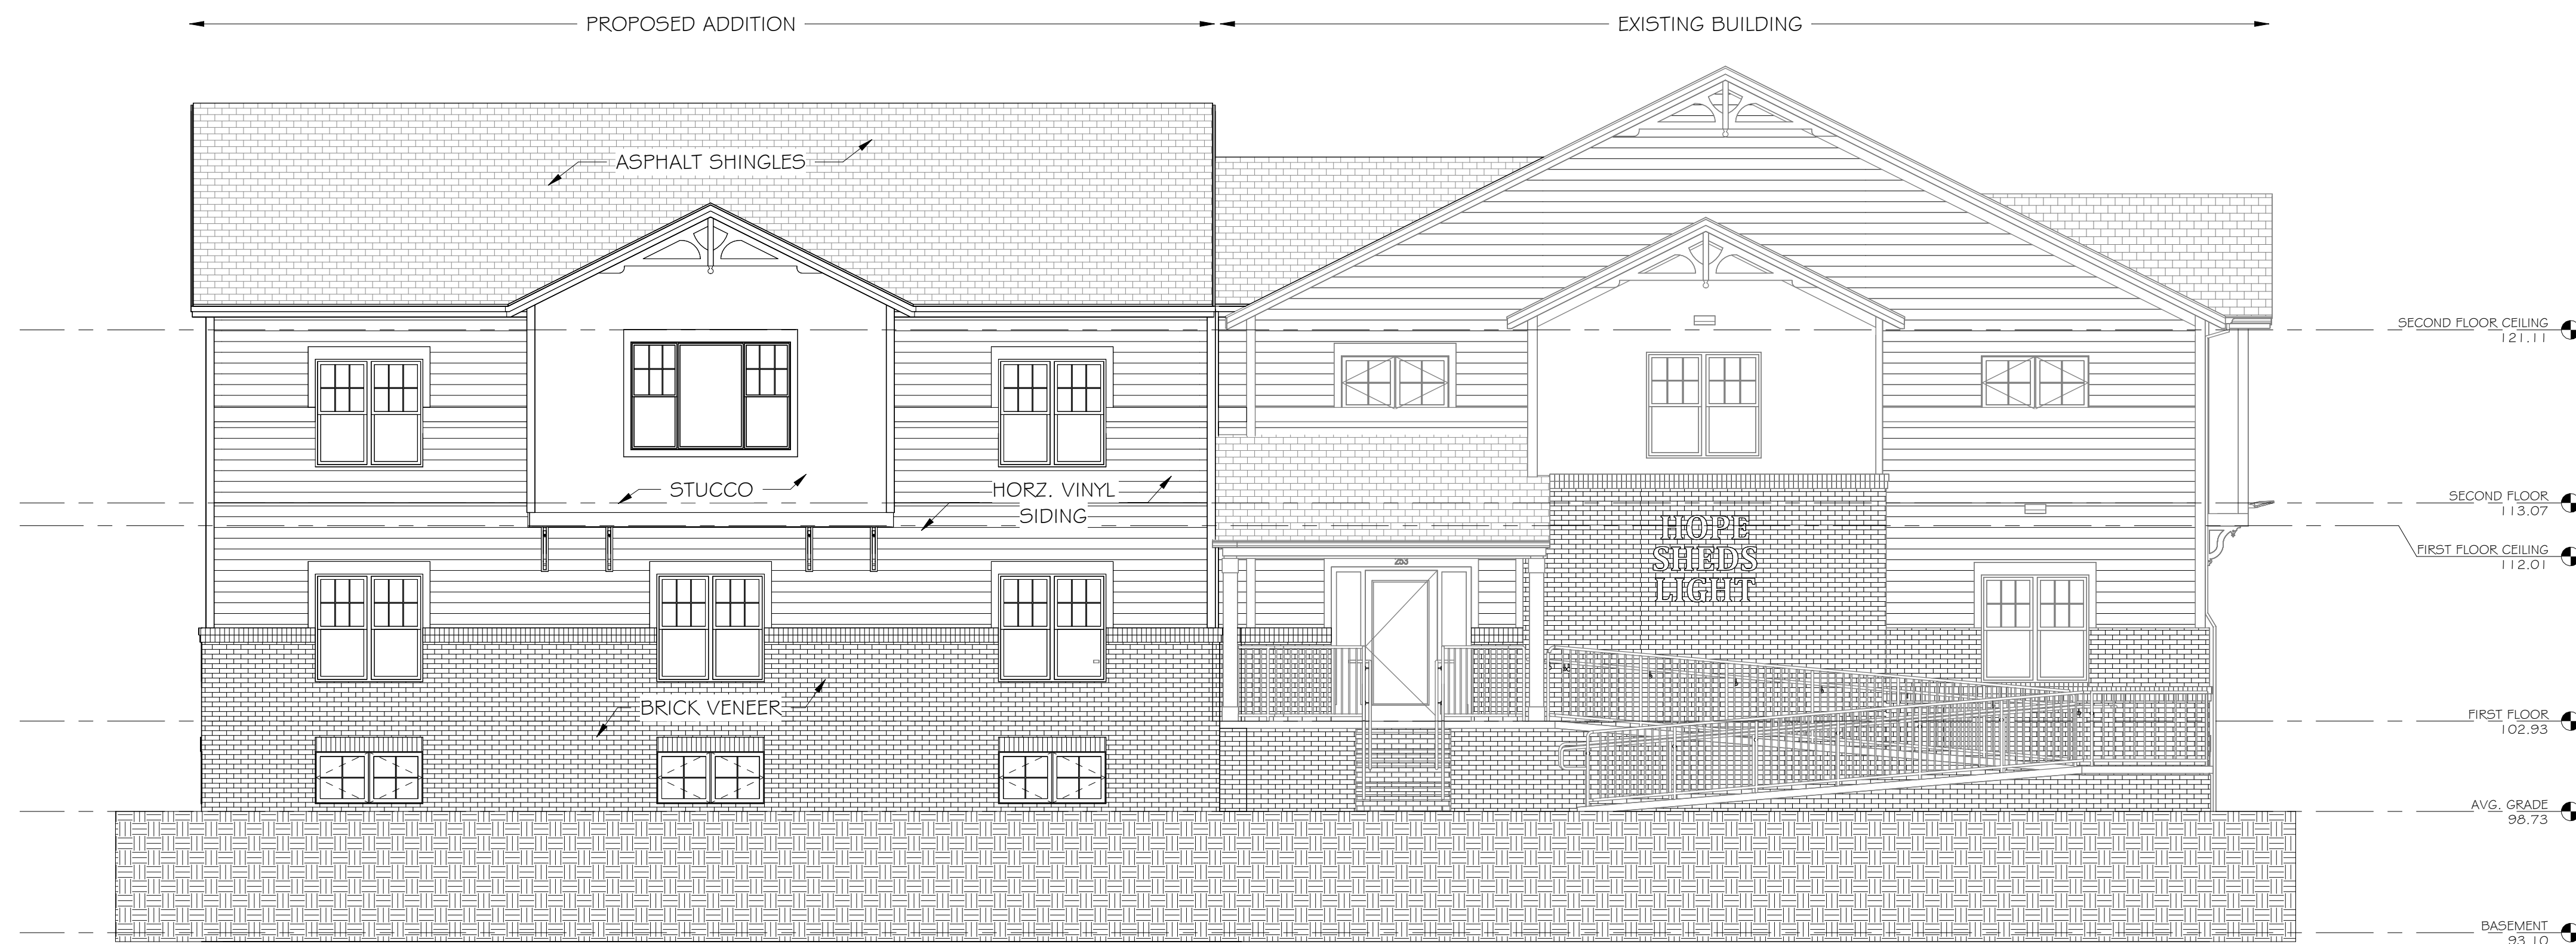 PROPOSED ADDITION
EXISTING BUILDING
ASPHALT SHINGLES
SECOND FLOOR CEILING
121.11
STUCCO
HORZ. VINYL
SIDING
SECOND FLOOR
113.07
HOPE
SHEDS
LIGHT
FIRST FLOOR CEILING
112.01
253
BRICK VENEER
FIRST FLOOR
102.93
AVG. GRADE
98.73
BASEMENT
93.10